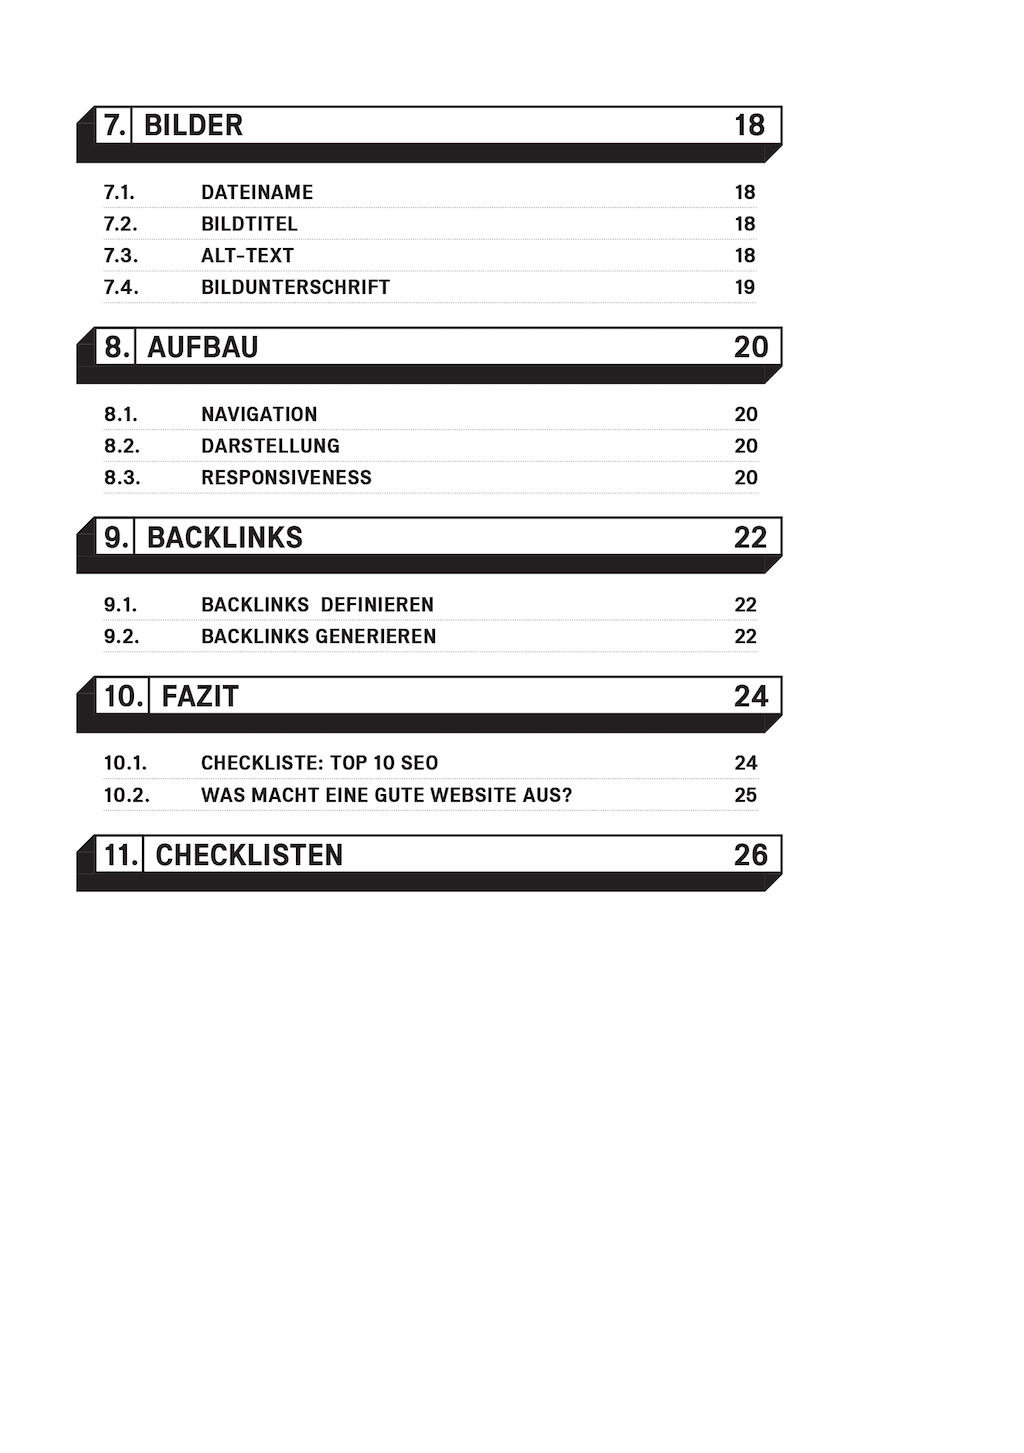 7. BILDER 18
7.1. DATEINAME 18
7.2. BILDTITEL 18
7.3. ALT-TEXT 18
7.4. BILDUNTERSCHRIFT 19
8. AUFBAU 20
8.1. NAVIGATION 20
8.2. DARSTELLUNG 20
8.3. RESPONSIVENESS 20
9. BACKLINKS 22
9.1. BACKLINKS  DEFINIEREN 22
9.2. BACKLINKS GENERIEREN 22
10. FAZIT 24
10.1. CHECKLISTE: TOP 10 SEO 24
10.2. WAS MACHT EINE GUTE WEBSITE AUS? 25
11. CHECKLISTEN 26